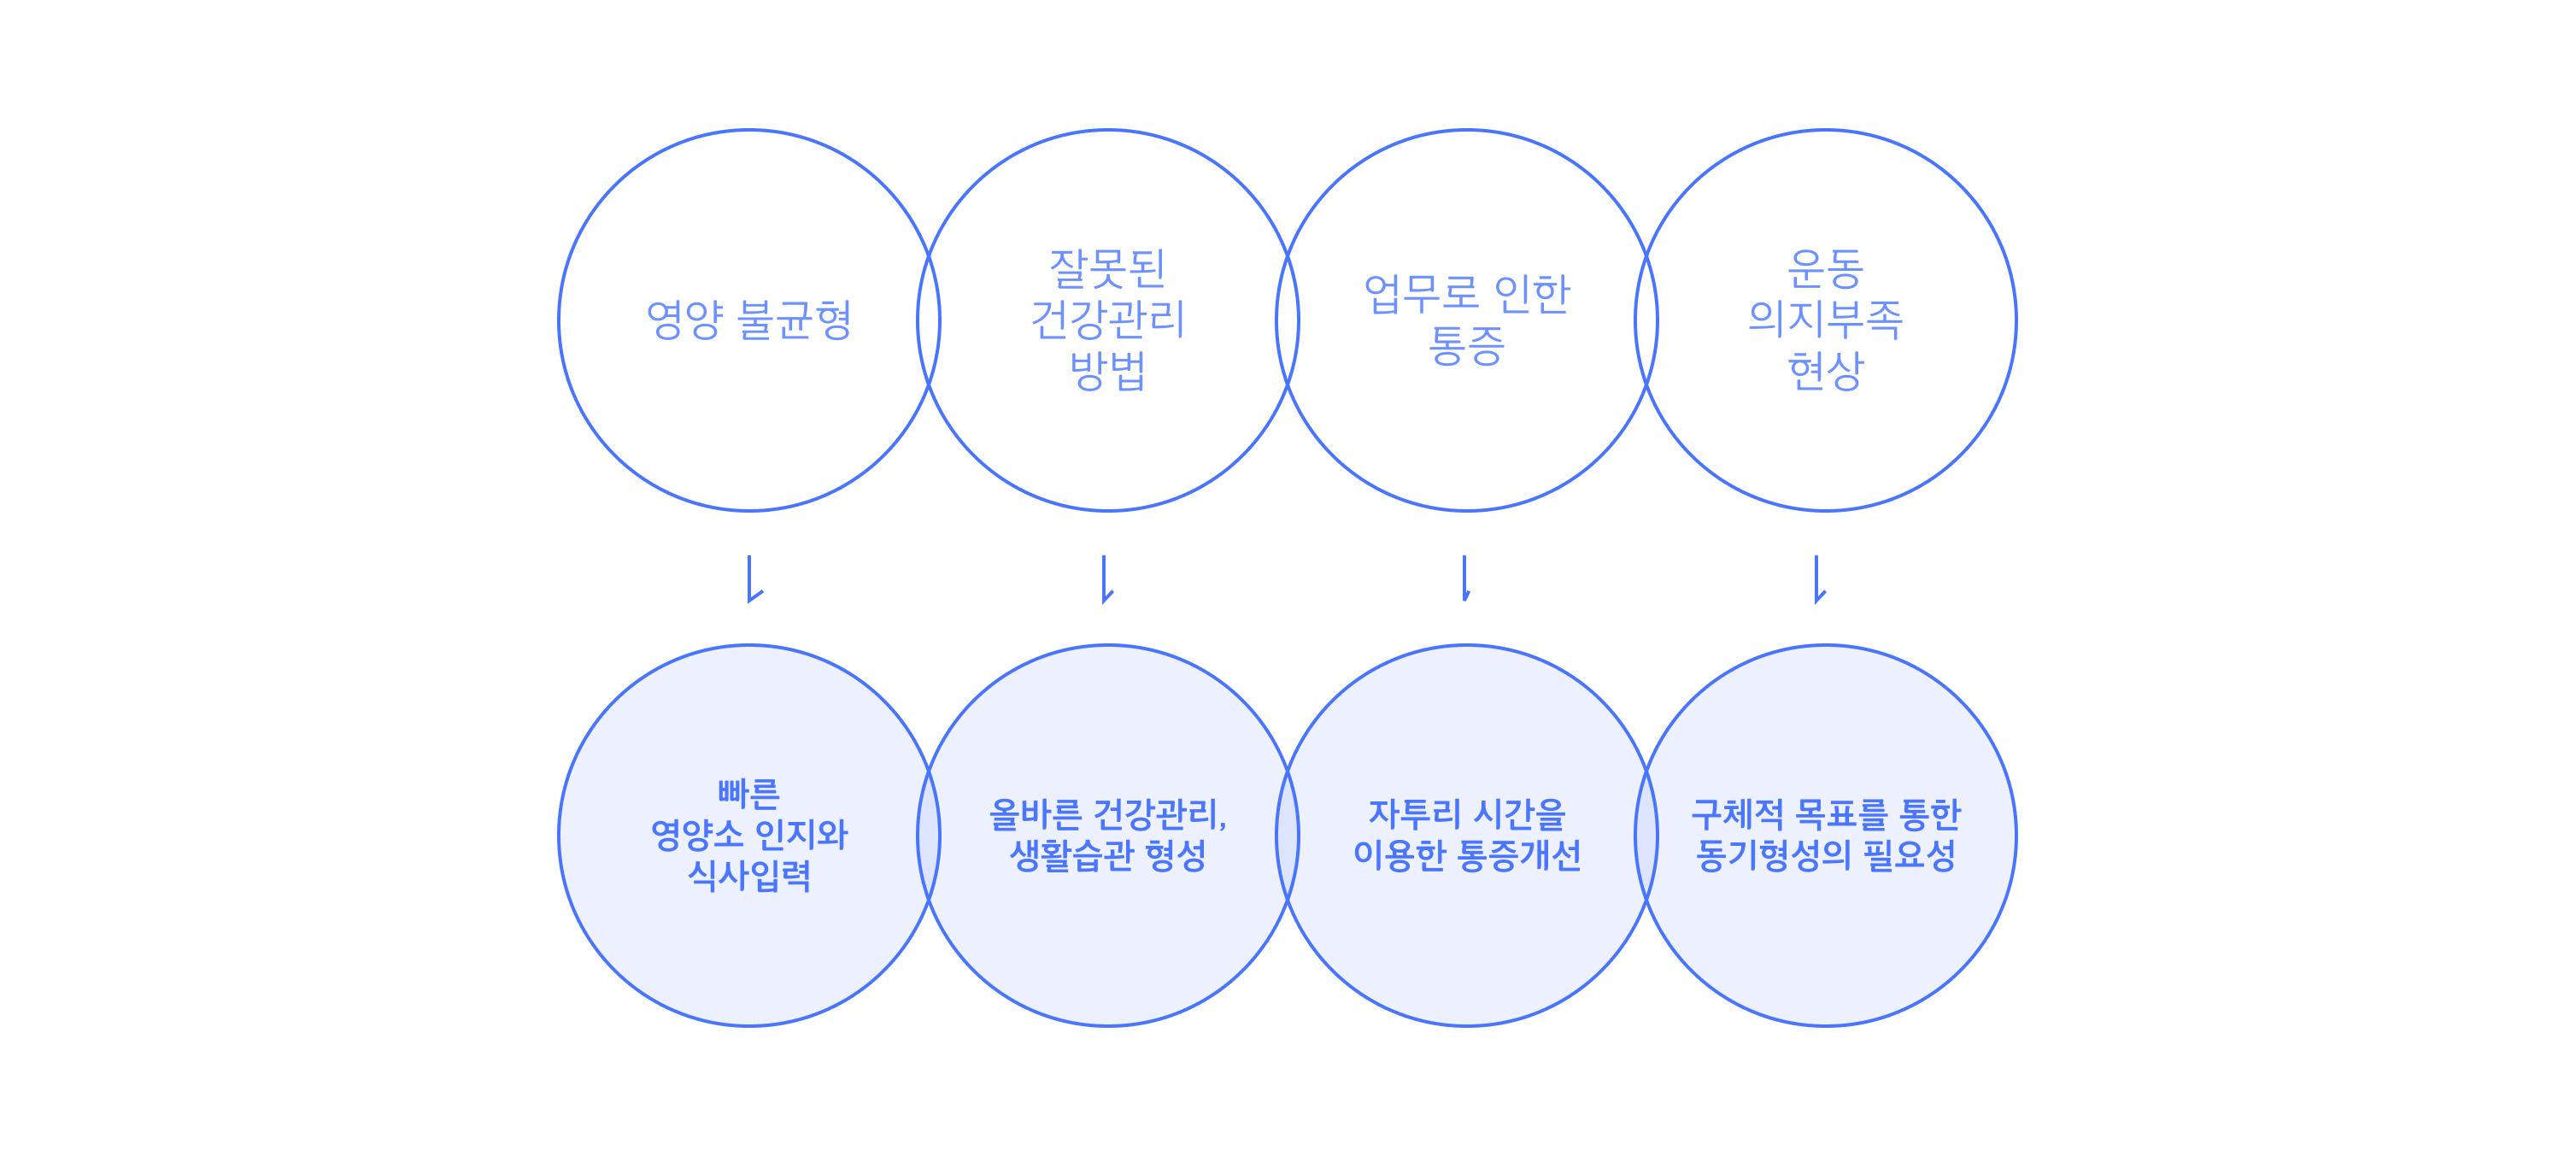 영양 불균형
잘못된
건강관리
방법
업무로 인한
통증
운동
의지부족
현상
빠른
영양소 인지와
식사입력
올바른 건강관리,
생활습관 형성
자투리 시간을
이용한 통증개선
구체적 목표를 통한
동기형성의 필요성